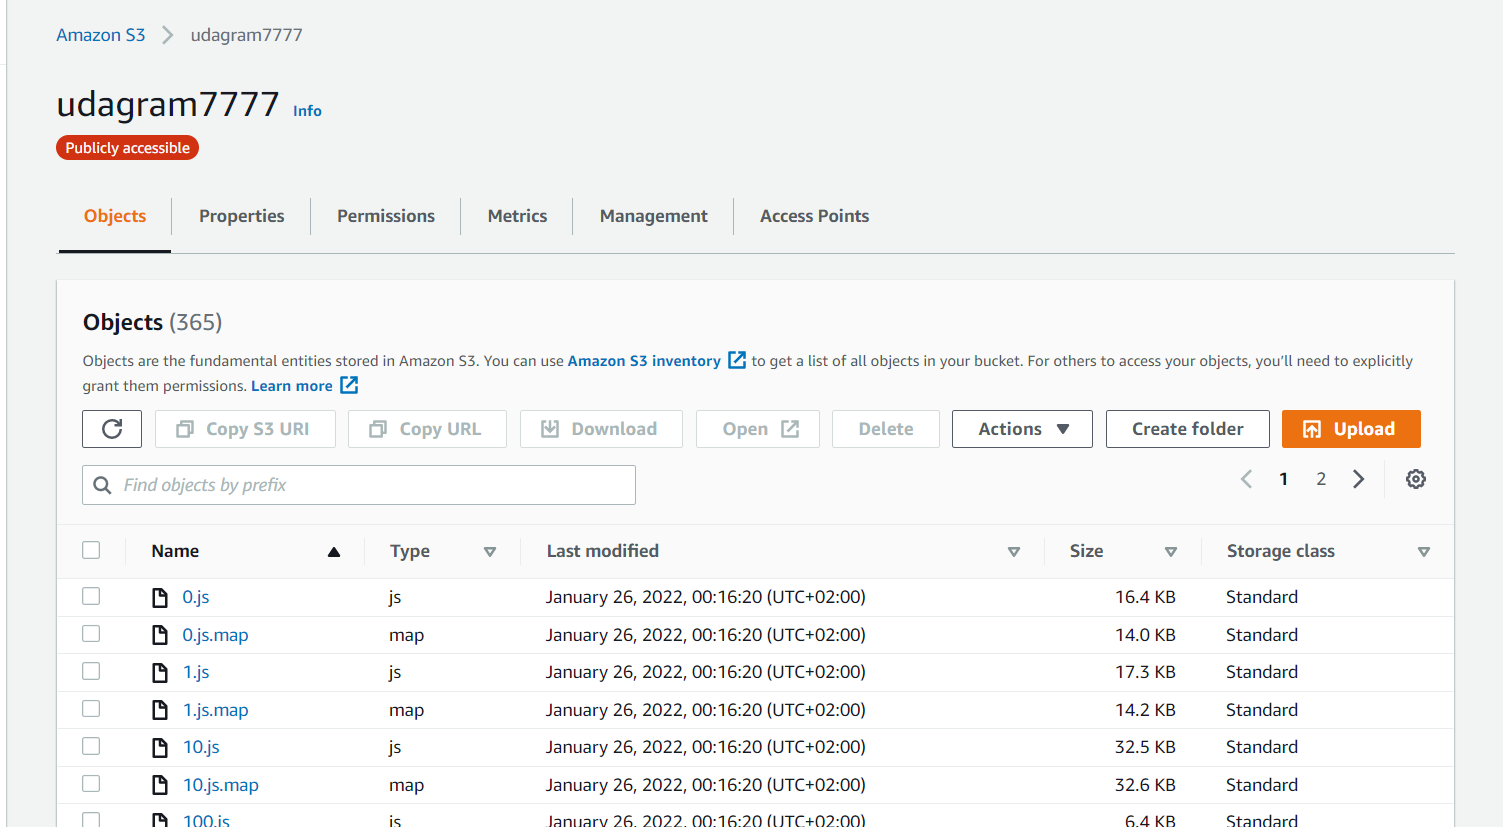 Amazon S3 udagram7777
udagram7777 Info
Publicly accessible
Objects Properties Permissions Metrics Management Access Points
Objects (365)
Objects are the fundamental entities stored in Amazon S3. You can use Amazon S3 inventory to get a list of all objects in your bucket. For others to access your objects, you'll need to explicitly
grant them permissions. Learn more
Copy S3 URI Copy URL Download Open Delete Actions Create folder Upload
Find objects by prefix 1 2
Name Type Last modified Size Storage class
0.js js January 26, 2022, 00:16:20 (UTC+02:00) 16.4 KB Standard
0.js.map map January 26, 2022, 00:16:20 (UTC+02:00) 14.0 KB Standard
1.js js January 26, 2022, 00:16:20 (UTC+02:00) 17.3 KB Standard
1.js.map map January 26, 2022, 00:16:20 (UTC+02:00) 14.2 KB Standard
10.js js January 26, 2022, 00:16:20 (UTC+02:00) 32.5 KB Standard
10.js.map map January 26, 2022, 00:16:20 (UTC+02:00) 32.6 KB Standard
100.js js January 26, 2022, 00:16:20 (UTC+02:00) 6.4 KB Standard